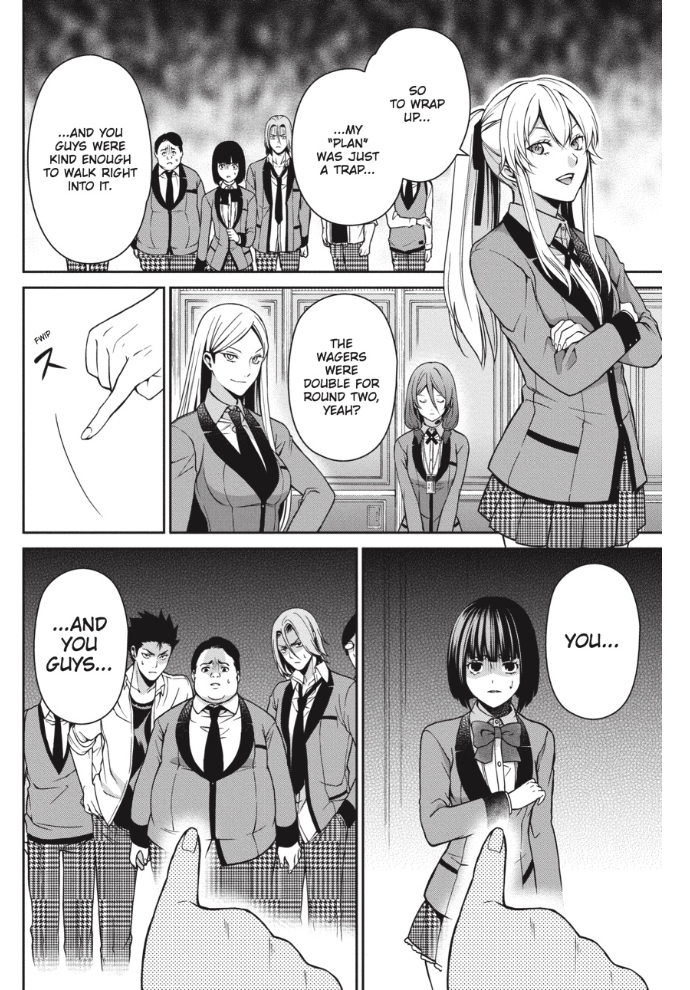 SO
TO WRAP
UP...
...MY
"PLAN"
WAS JUST
A TRAP...
...AND YOU
GUYS WERE
KIND ENOUGH
TO WALK RIGHT
INTO IT.
FWIP
ス
THE
WAGERS
WERE
DOUBLE FOR
ROUND TWO,
YEAH?
YOU...
...AND
YOU
GUYS...